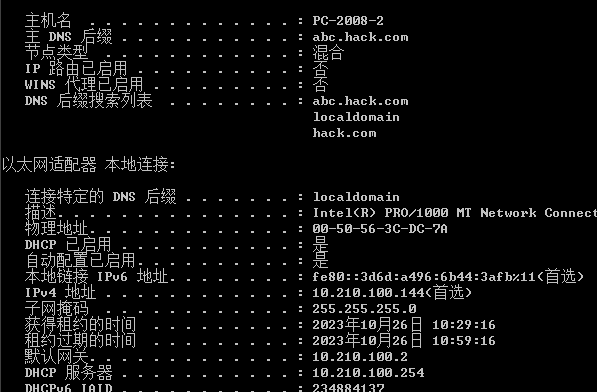 主机名 . . . . . . . . . . . . . : PC-2008-2
主 DNS 后缀 . . . . . . . . . . . : abc.hack.com
节点类型 . . . . . . . . . . . . : 混合
IP 路由已启用 . . . . . . . . . . : 否
WINS 代理已启用 . . . . . . . . . : 否
DNS 后缀搜索列表 . . . . . . . . : abc.hack.com
localdomain
hack.com
以太网适配器 本地连接:
连接特定的 DNS 后缀 . . . . . . . : localdomain
描述. . . . . . . . . . . . . . . : Intel(R) PRO/1000 MT Network Connect
物理地址. . . . . . . . . . . . . : 00-50-56-3C-DC-7A
DHCP 已启用 . . . . . . . . . . . : 是
自动配置已启用. . . . . . . . . . : 是
本地链接 IPv6 地址. . . . . . . . : fe80::3d6d:a496:6b44:3afb%11(首选)
IPv4 地址 . . . . . . . . . . . . : 10.210.100.144(首选)
子网掩码 . . . . . . . . . . . . : 255.255.255.0
获得租约的时间 . . . . . . . . . : 2023年10月26日 10:29:16
租约过期的时间 . . . . . . . . . : 2023年10月26日 10:59:16
默认网关. . . . . . . . . . . . . : 10.210.100.2
DHCP 服务器 . . . . . . . . . . . : 10.210.100.254
DHCPv6 IAID . . . . . . . . . . . : 234884137